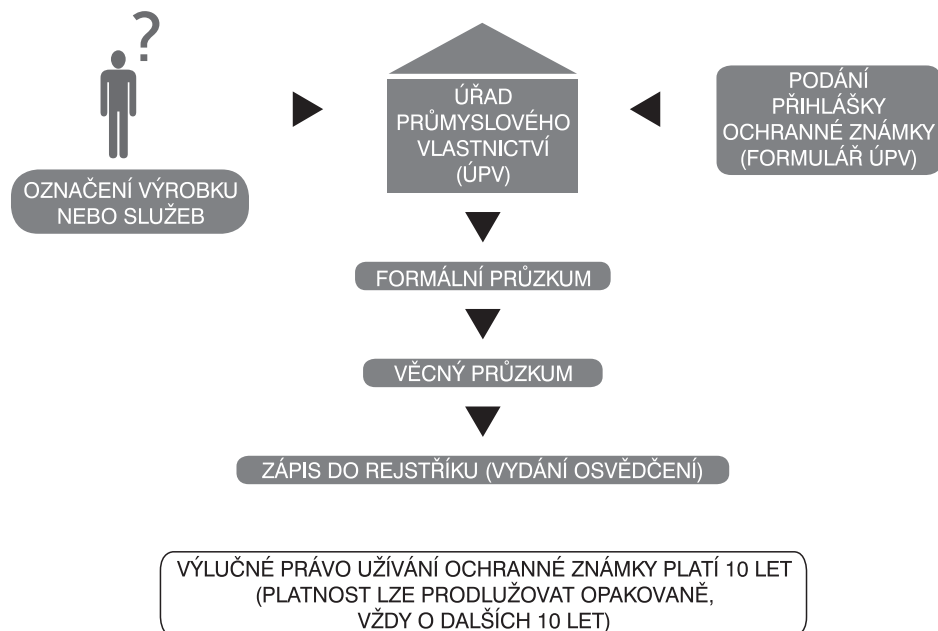 ?
OZNAČENÍ VÝROBKU
NEBO SLUŽEB
ÚŘAD
PRŮMYSLOVÉHO
VLASTNICTVÍ
(ÚPV)
PODÁNÍ
PŘIHLÁŠKY
OCHRANNÉ ZNÁMKY
(FORMULÁŘ ÚPV)
FORMÁLNÍ PRŮZKUM
VĚCNÝ PRŮZKUM
ZÁPIS DO REJSTŘÍKU (VYDÁNÍ OSVĚDČENÍ)
VÝLUČNÉ PRÁVO UŽÍVÁNÍ OCHRANNÉ ZNÁMKY PLATÍ 10 LET
(PLATNOST LZE PRODLUŽOVAT OPAKOVANĚ,
VŽDY O DALŠÍCH 10 LET)